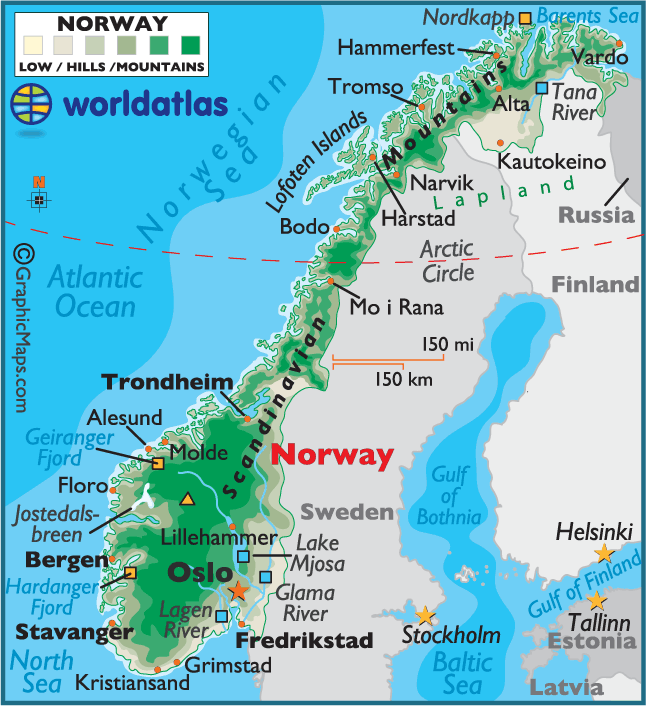 NORWAY
LOW / HILLS /MOUNTAINS
worldatlas
N
©GraphicMaps.com
Nordkapp
Barents Sea
Hammerfest
Vardo
Tromso
Alta
Tana
River
Mountains
Lofoten Islands
Norwegian
Sea
Kautokeino
Narvik
Lapland
Harstad
Russia
Bodo
Arctic
Circle
Atlantic
Ocean
Finland
Mo i Rana
150 mi
150 km
Scandinavian
Trondheim
Alesund
Geiranger
Fjord
Molde
Norway
Floro
Gulf
of
Bothnia
Jostedals-
breen
Sweden
Lillehammer
Lake
Mjosa
Helsinki
Bergen
Oslo
Hardanger
Fjord
Glama
River
Gulf of Finland
Lagen
River
Stavanger
Fredrikstad
Stockholm
Tallinn
Estonia
North
Sea
Grimstad
Kristiansand
Baltic
Sea
Latvia